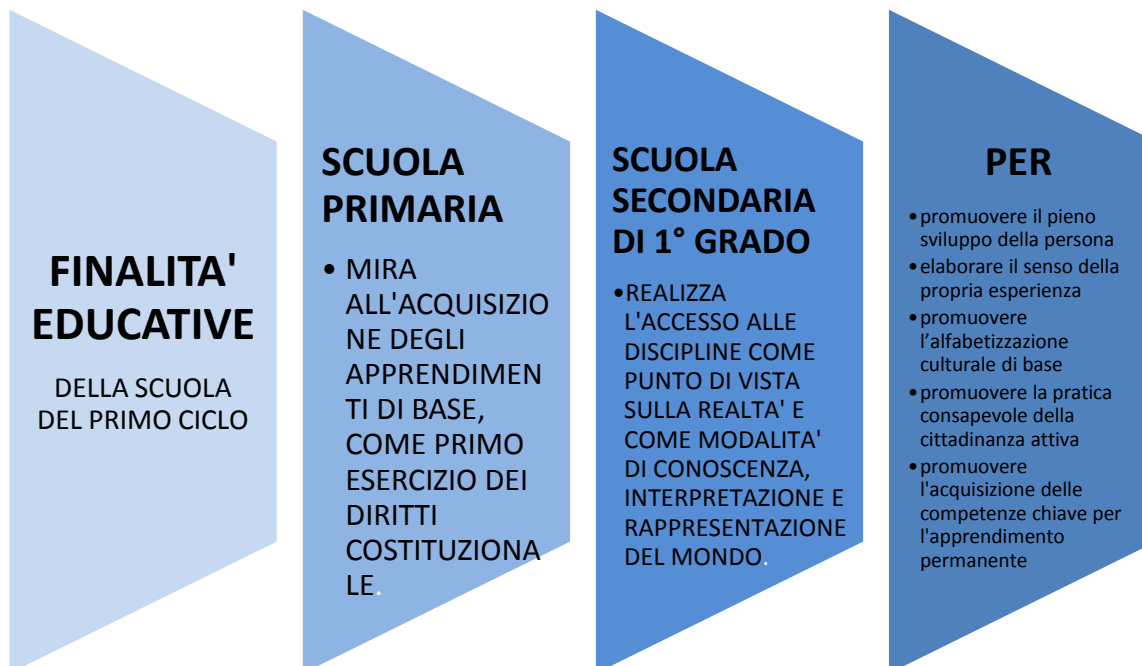 FINALITA'
EDUCATIVE
DELLA SCUOLA
DEL PRIMO CICLO
SCUOLA
PRIMARIA
• MIRA
ALL'ACQUISIZIO
NE DEGLI
APPRENDIMEN
TI DI BASE,
COME PRIMO
ESERCIZIO DEI
DIRITTI
COSTITUZIONA
LE.
SCUOLA
SECONDARIA
DI 1° GRADO
•REALIZZA
L'ACCESSO ALLE
DISCIPLINE COME
PUNTO DI VISTA
SULLA REALTA' E
COME MODALITA'
DI CONOSCENZA,
INTERPRETAZIONE E
RAPPRESENTAZIONE
DEL MONDO.
PER
•promuovere il pieno
sviluppo della persona
•elaborare il senso della
propria esperienza
•promuovere
l’alfabetizzazione
culturale di base
•promuovere la pratica
consapevole della
cittadinanza attiva
•promuovere
l'acquisizione delle
competenze chiave per
l'apprendimento
permanente